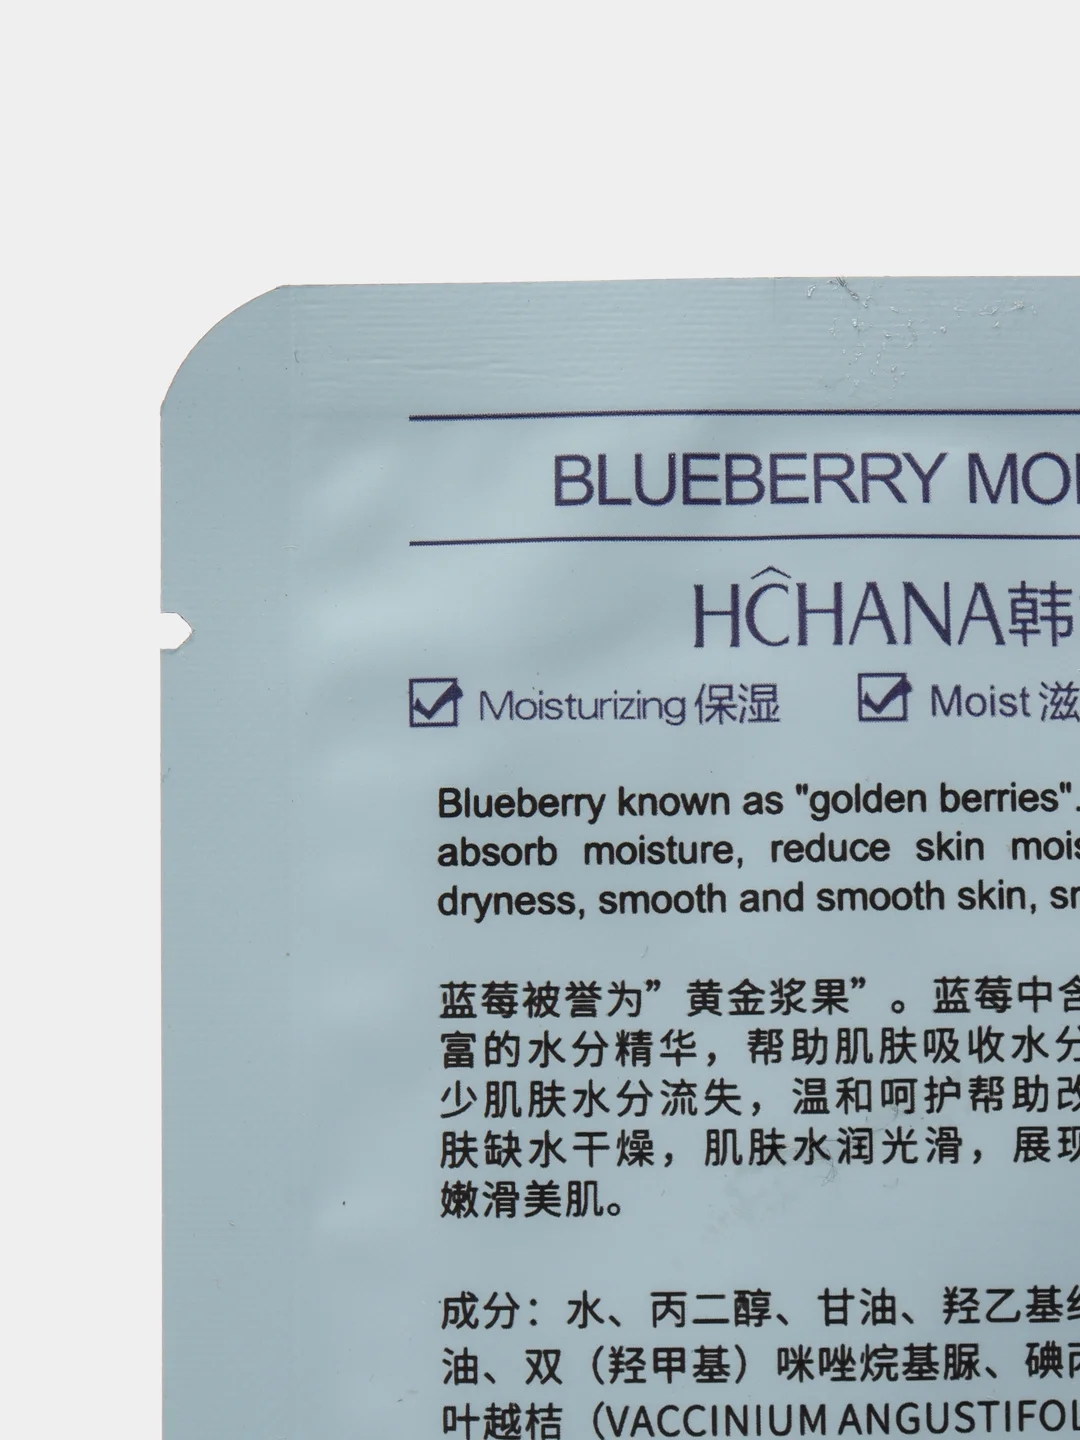 BLUEBERRY MO
HĈHANA韩
Moisturizing 保湿 Moist 滋
Blueberry known as "golden berries".
absorb moisture, reduce skin mois
dryness, smooth and smooth skin, sm
蓝莓被誉为”黄金浆果”。蓝莓中含
富的水分精华，帮助肌肤吸收水分
少肌肤水分流失，温和呵护帮助改
肤缺水干燥，肌肤水润光滑，展现
嫩滑美肌。
成分：水、丙二醇、甘油、羟乙基纤
油、双（羟甲基）咪唑烷基脲、碘丙
叶越桔（VACCINIUM ANGUSTIFOL